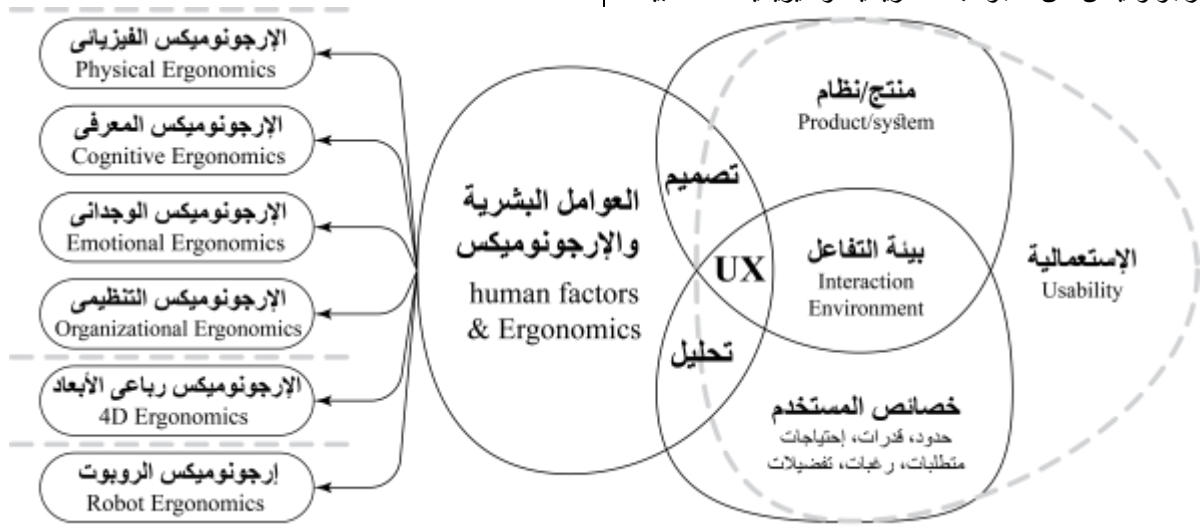 الإرجونوميكس الفيزيائى
Physical Ergonomics
الإرجونوميكس المعرفى
Cognitive Ergonomics
الإرجونوميكس الوجدانى
Emotional Ergonomics
الإرجونوميكس التنظيمى
Organizational Ergonomics
الإرجونوميكس رباعى الأبعاد
4D Ergonomics
إرجونوميكس الروبوت
Robot Ergonomics
العوامل البشرية
والإرجونوميكس
human factors
& Ergonomics
تصميم
UX
تحليل
منتج/نظام
Product/system
بيئة التفاعل
Interaction
Environment
خصائص المستخدم
حدود، قدرات، إحتياجات
متطلبات، رغبات، تفضيلات
الإستعمالية
Usability